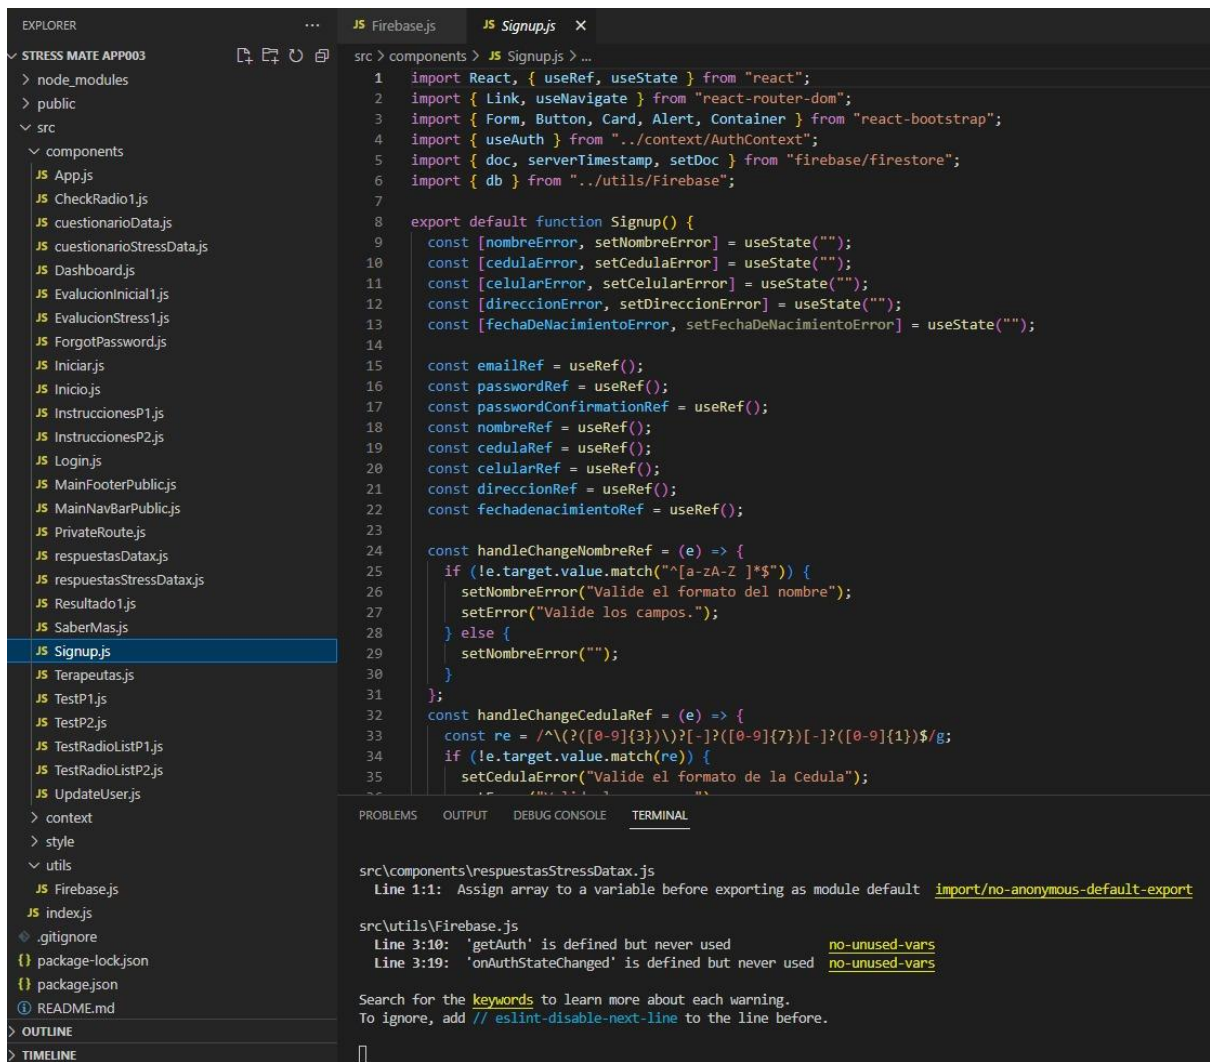 EXPLORER
STRESS MATE APP003
node_modules
public
src
components
JS App.js
JS CheckRadio1.js
JS cuestionarioData.js
JS cuestionarioStressData.js
JS Dashboard.js
JS EvalucionInicial1.js
JS EvalucionStress1.js
JS ForgotPassword.js
JS Iniciar.js
JS Inicio.js
JS InstruccionesP1.js
JS InstruccionesP2.js
JS Login.js
JS MainFooterPublic.js
JS MainNavBarPublic.js
JS PrivateRoute.js
JS respuestasDatax.js
JS respuestasStressDatax.js
JS Resultado1.js
JS SaberMas.js
JS Signup.js
JS Terapeutas.js
JS TestP1.js
JS TestP2.js
JS TestRadioListP1.js
JS TestRadioListP2.js
JS UpdateUser.js
context
style
utils
JS Firebase.js
JS index.js
.gitignore
{} package-lock.json
{} package.json
README.md
OUTLINE
TIMELINE
JS Firebase.js JS Signup.js
src > components > JS Signup.js > ...
1 import React, { useRef, useState } from "react";
2 import { Link, useNavigate } from "react-router-dom";
3 import { Form, Button, Card, Alert, Container } from "react-bootstrap";
4 import { useAuth } from "../context/AuthContext";
5 import { doc, serverTimestamp, setDoc } from "firebase/firestore";
6 import { db } from "../utils/Firebase";
7
8 export default function Signup() {
9 const [nombreError, setNombreError] = useState("");
10 const [cedulaError, setCedulaError] = useState("");
11 const [celularError, setCelularError] = useState("");
12 const [direccionError, setDireccionError] = useState("");
13 const [fechaDeNacimientoError, setFechaDeNacimientoError] = useState("");
14
15 const emailRef = useRef();
16 const passwordRef = useRef();
17 const passwordConfirmationRef = useRef();
18 const nombreRef = useRef();
19 const cedulaRef = useRef();
20 const celularRef = useRef();
21 const direccionRef = useRef();
22 const fechadenacimientoRef = useRef();
23
24 const handleChangeNombreRef = (e) => {
25 if (!e.target.value.match("^[a-zA-Z ]*$")) {
26 setNombreError("Valide el formato del nombre");
27 setError("Valide los campos.");
28 } else {
29 setNombreError("");
30 }
31 };
32 const handleChangeCedulaRef = (e) => {
33 const re = /^\(?([0-9]{3})\)?[-]?([0-9]{7})[-]?([0-9]{1})$/g;
34 if (!e.target.value.match(re)) {
35 setCedulaError("Valide el formato de la Cedula");
PROBLEMS OUTPUT DEBUG CONSOLE TERMINAL
src\components\respuestasStressDatax.js
Line 1:1: Assign array to a variable before exporting as module default import/no-anonymous-default-export
src\utils\Firebase.js
Line 3:10: 'getAuth' is defined but never used no-unused-vars
Line 3:19: 'onAuthStateChanged' is defined but never used no-unused-vars
Search for the keywords to learn more about each warning.
To ignore, add // eslint-disable-next-line to the line before.